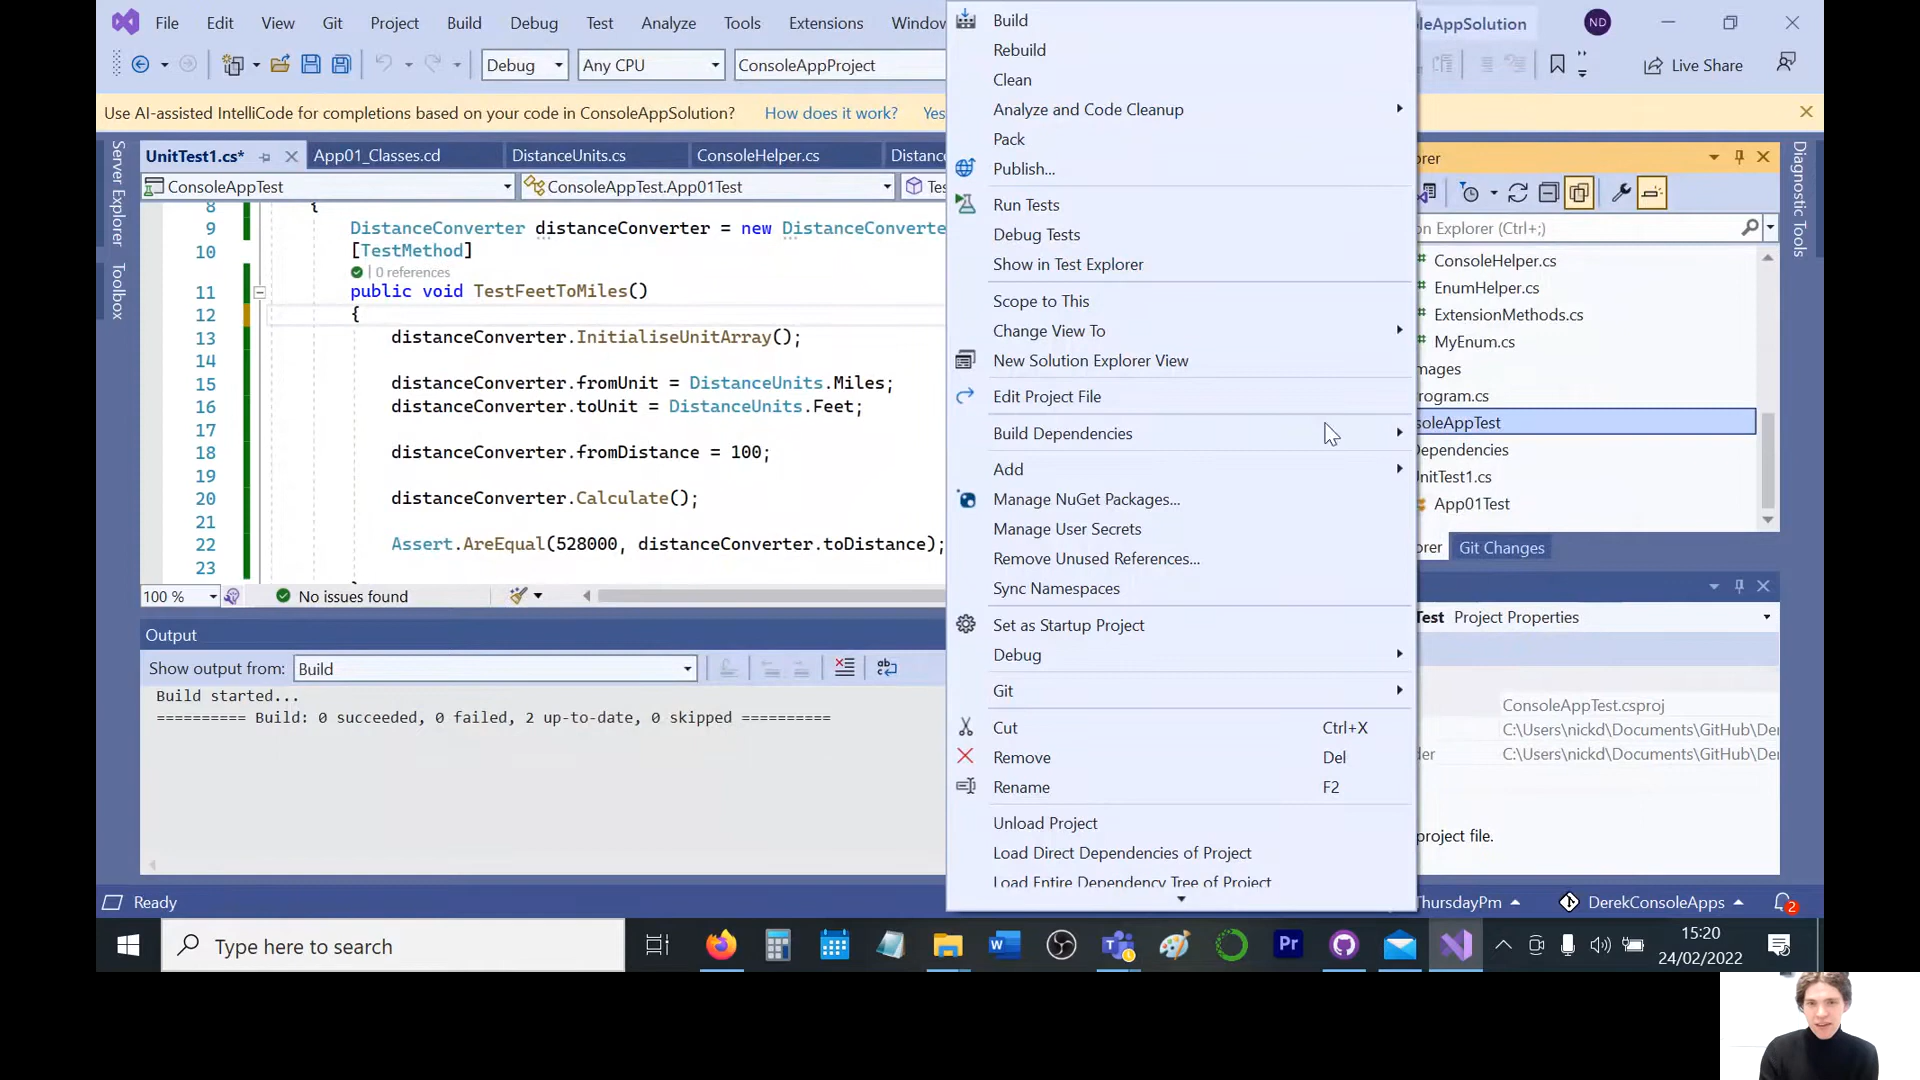 File Edit View Git Project Build Debug Test Analyze Tools Extensions Window
oleAppSolution
ND
Debug Any CPU ConsoleAppProject
Live Share
Use AI-assisted IntelliCode for completions based on your code in ConsoleAppSolution? How does it work? Yes
UnitTest1.cs* App01_Classes.cd DistanceUnits.cs ConsoleHelper.cs Distance
ConsoleAppTest ConsoleAppTest.App01Test Tes
Server Explorer
Toolbox
8 {
9 DistanceConverter distanceConverter = new DistanceConverte
10 [TestMethod]
0 references
11 public void TestFeetToMiles()
12 {
13 distanceConverter.InitialiseUnitArray();
14
15 distanceConverter.fromUnit = DistanceUnits.Miles;
16 distanceConverter.toUnit = DistanceUnits.Feet;
17
18 distanceConverter.fromDistance = 100;
19
20 distanceConverter.Calculate();
21
22 Assert.AreEqual(528000, distanceConverter.toDistance);
23
100 % No issues found
Output
Show output from: Build
Build started...
========== Build: 0 succeeded, 0 failed, 2 up-to-date, 0 skipped ==========
Build
Rebuild
Clean
Analyze and Code Cleanup
Pack
Publish...
Run Tests
Debug Tests
Show in Test Explorer
Scope to This
Change View To
New Solution Explorer View
Edit Project File
Build Dependencies
Add
Manage NuGet Packages...
Manage User Secrets
Remove Unused References...
Sync Namespaces
Set as Startup Project
Debug
Git
Cut Ctrl+X
Remove Del
Rename F2
Unload Project
Load Direct Dependencies of Project
Load Entire Dependency Tree of Project
rer
n Explorer (Ctrl+;)
ConsoleHelper.cs
EnumHelper.cs
ExtensionMethods.cs
MyEnum.cs
mages
rogram.cs
soleAppTest
Dependencies
nitTest1.cs
App01Test
rer Git Changes
Test Project Properties
ConsoleAppTest.csproj
C:\Users\nickd\Documents\GitHub\De
der C:\Users\nickd\Documents\GitHub\De
project file.
Diagnostic Tools
Ready
ThursdayPm DerekConsoleApps 2
Type here to search
15:20
24/02/2022